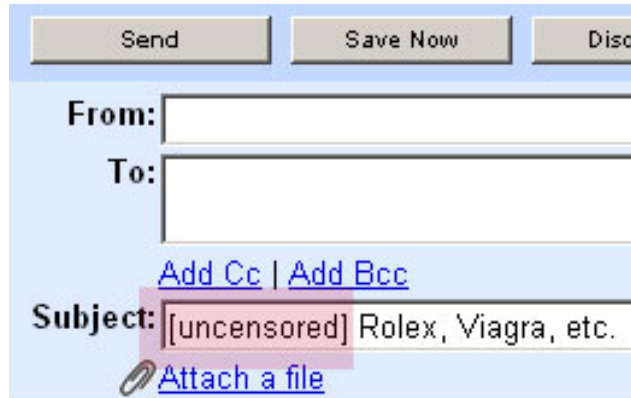 Send Save Now Disc
From:
To:
Add Cc | Add Bcc
Subject: [uncensored] Rolex, Viagra, etc.
Attach a file